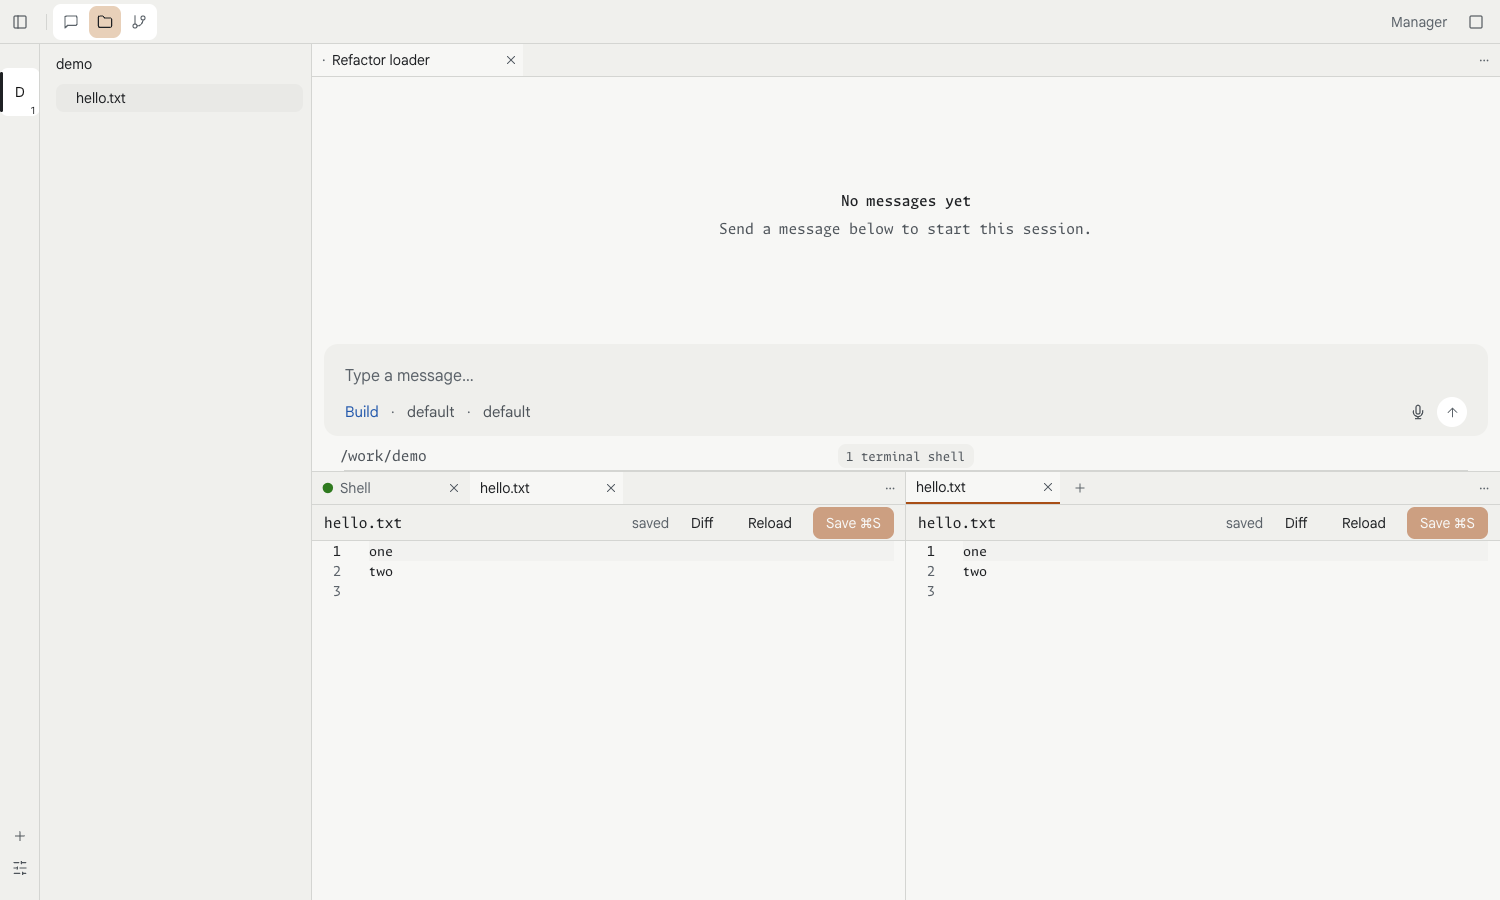 Manager
D
1
demo
hello.txt
· Refactor loader
No messages yet
Send a message below to start this session.
Type a message...
Build · default · default
/work/demo
1 terminal shell
Shell
hello.txt
hello.txt saved Diff Reload Save ⌘S
1 one
2 two
3
hello.txt
hello.txt saved Diff Reload Save ⌘S
1 one
2 two
3